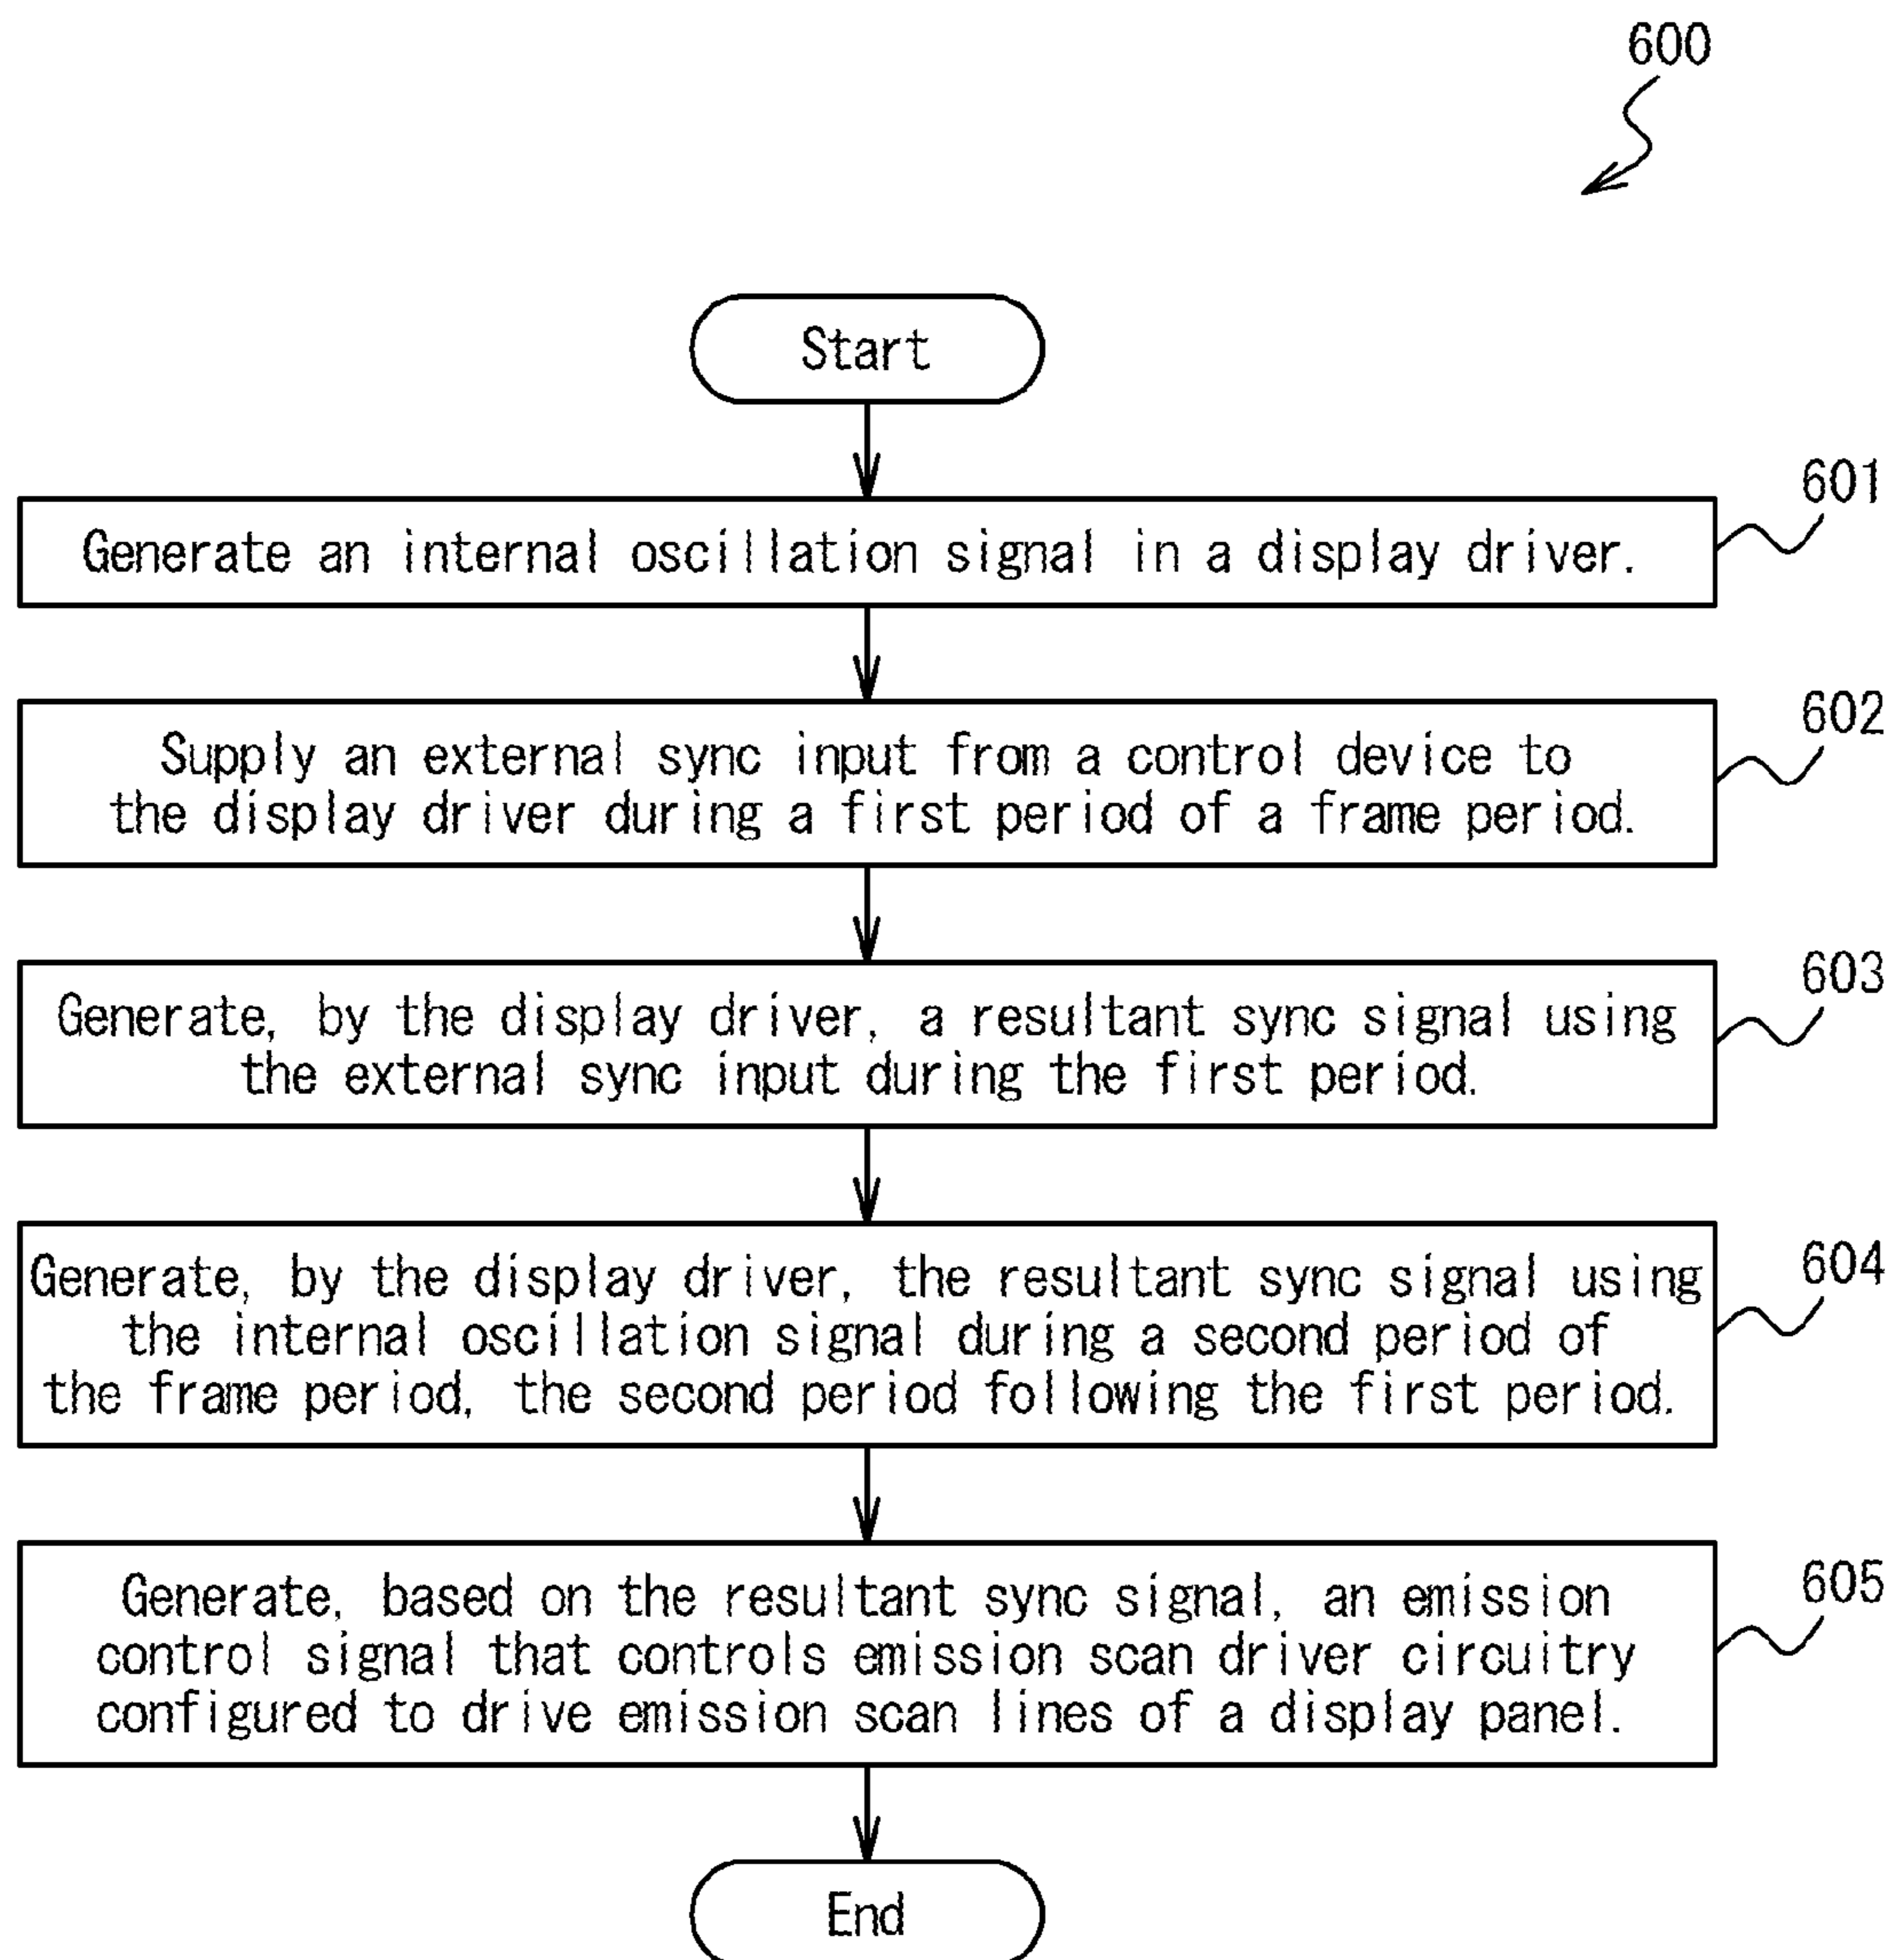 600
Start
601
Generate an internal oscillation signal in a display driver.
602
Supply an external sync input from a control device to
the display driver during a first period of a frame period.
603
Generate, by the display driver, a resultant sync signal using
the external sync input during the first period.
604
Generate, by the display driver, the resultant sync signal using
the internal oscillation signal during a second period of
the frame period, the second period following the first period.
605
Generate, based on the resultant sync signal, an emission
control signal that controls emission scan driver circuitry
configured to drive emission scan lines of a display panel.
End